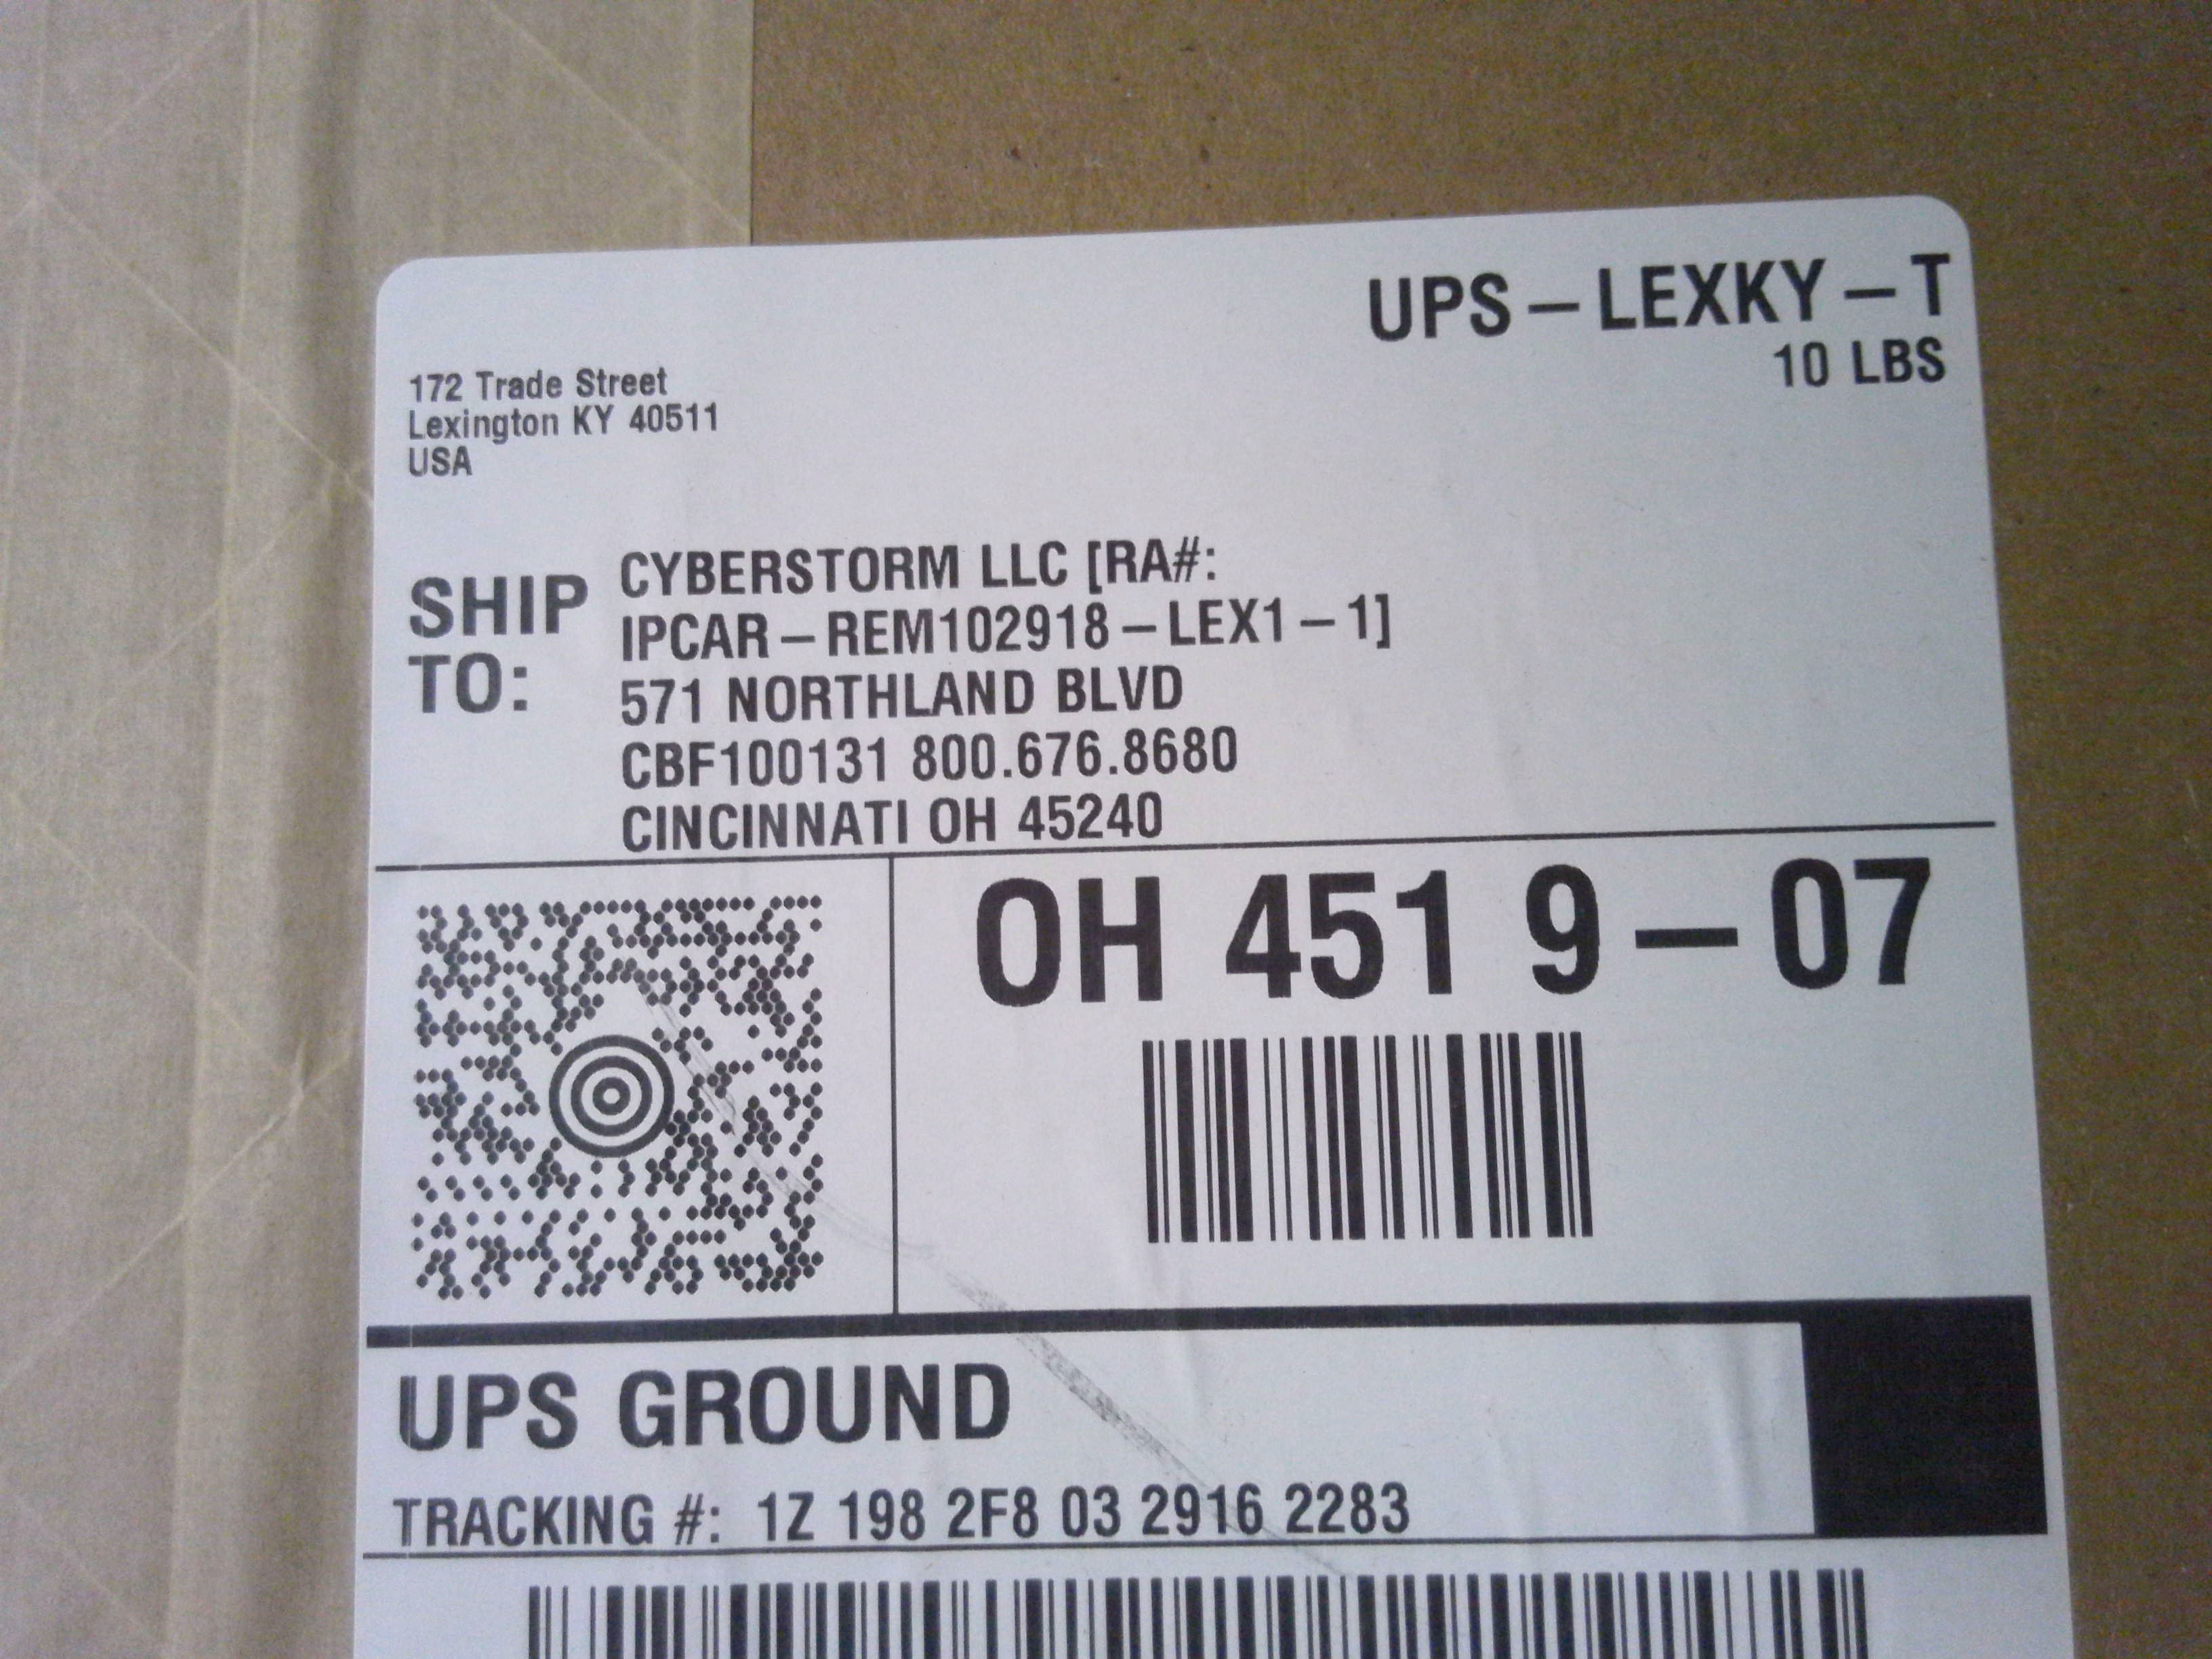 UPS – LEXKY – T
10 LBS
172 Trade Street
Lexington KY 40511
USA
SHIP TO:
CYBERSTORM LLC [RA#:
IPCAR – REM102918 – LEX1 – 1]
571 NORTHLAND BLVD
CBF100131 800.676.8680
CINCINNATI OH 45240
OH 451 9 – 07
UPS GROUND
TRACKING #: 1Z 198 2F8 03 2916 2283